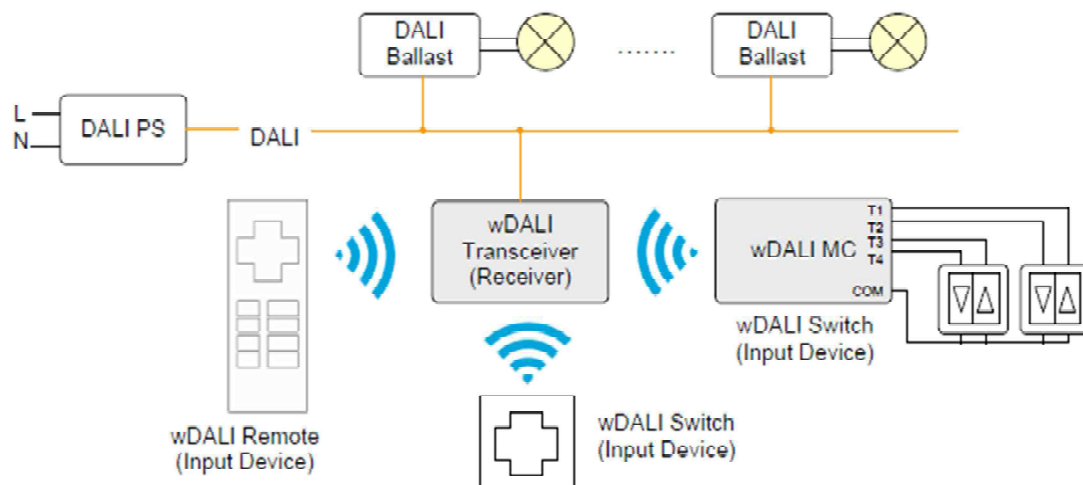 DALI
Ballast
.......
DALI
Ballast
L
N
DALI PS
DALI
wDALI
Transceiver
(Receiver)
wDALI MC
T1
T2
T3
T4
COM
wDALI Switch
(Input Device)
wDALI Remote
(Input Device)
wDALI Switch
(Input Device)